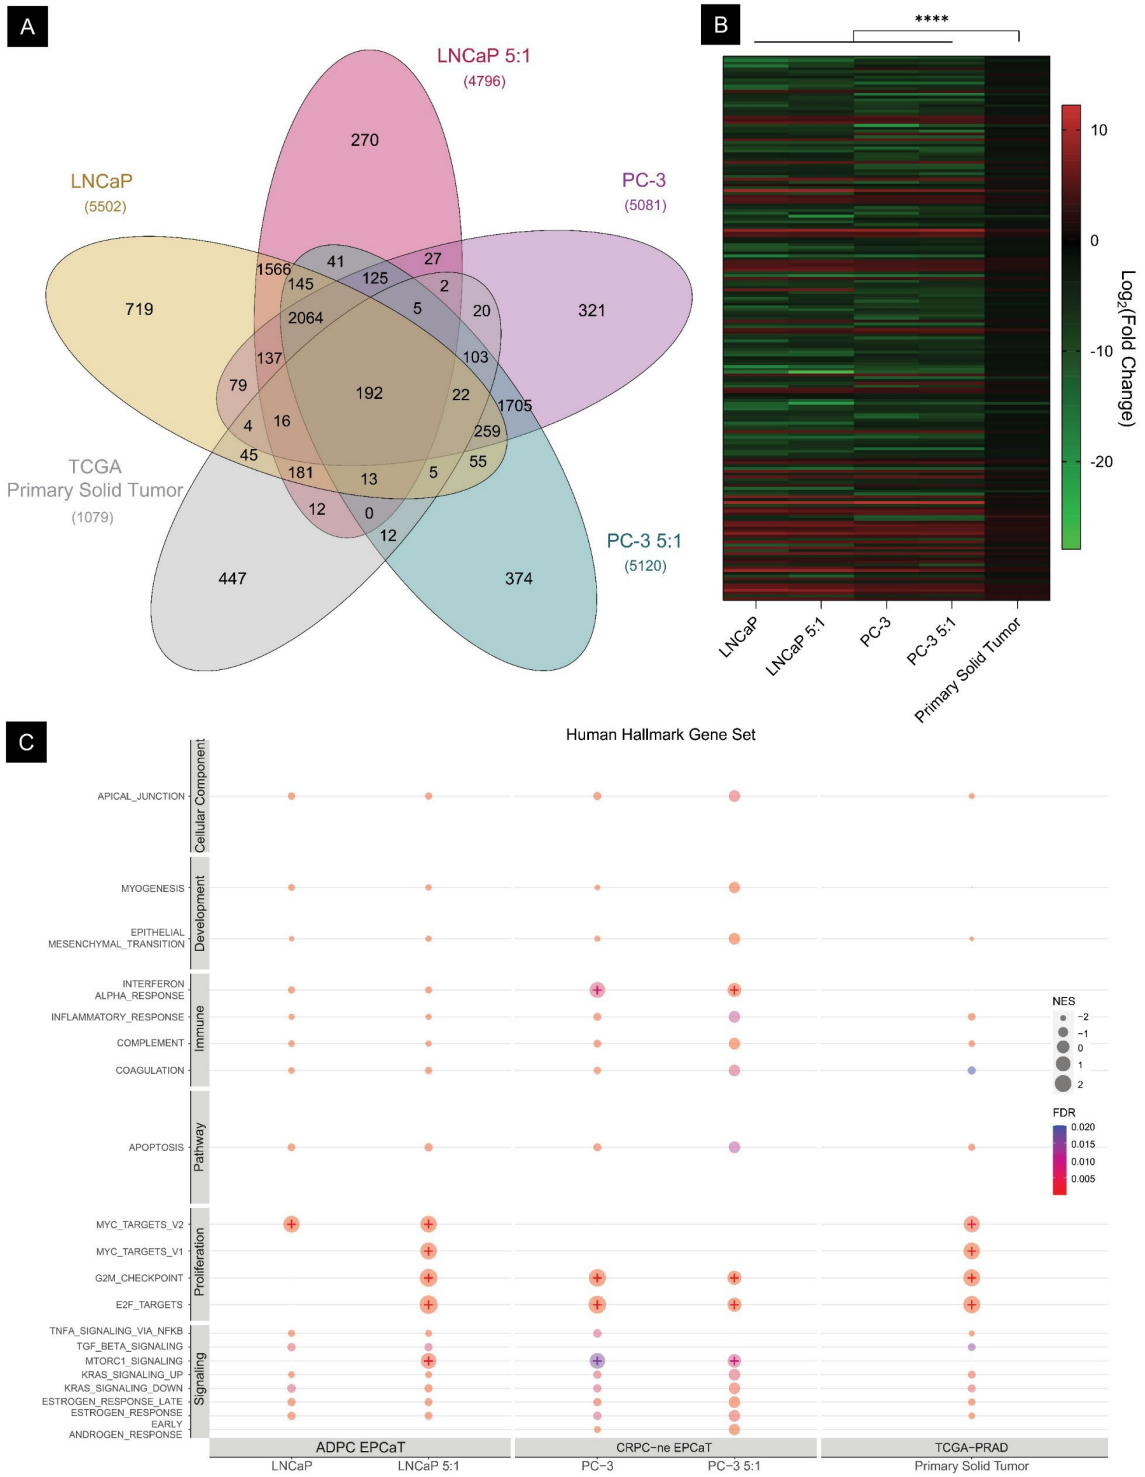 A
LNCaP 5:1
(4796)
LNCaP
(5502)
PC-3
(5081)
TCGA
Primary Solid Tumor
(1079)
PC-3 5:1
(5120)
270
719
321
447
374
1566
41
27
145
125
2
20
2064
5
137
103
79
192
22
1705
4
16
259
45
181
13
5
55
12
0
12
B
****
10
0
-10
-20
Log2(Fold Change)
LNCaP
LNCaP 5:1
PC-3
PC-3 5:1
Primary Solid Tumor
C
Human Hallmark Gene Set
Cellular Component
APICAL_JUNCTION
Development
MYOGENESIS
EPITHELIAL
MESENCHYMAL_TRANSITION
Immune
INTERFERON
ALPHA_RESPONSE
INFLAMMATORY_RESPONSE
COMPLEMENT
COAGULATION
Pathway
APOPTOSIS
Proliferation
MYC_TARGETS_V2
MYC_TARGETS_V1
G2M_CHECKPOINT
E2F_TARGETS
Signaling
TNFA_SIGNALING_VIA_NFKB
TGF_BETA_SIGNALING
MTORC1_SIGNALING
KRAS_SIGNALING_UP
KRAS_SIGNALING_DOWN
ESTROGEN_RESPONSE_LATE
ESTROGEN_RESPONSE
EARLY
ANDROGEN_RESPONSE
NES
−2
−1
0
1
2
FDR
0.020
0.015
0.010
0.005
ADPC EPCaT
CRPC−ne EPCaT
TCGA−PRAD
LNCaP
LNCaP 5:1
PC−3
PC−3 5:1
Primary Solid Tumor